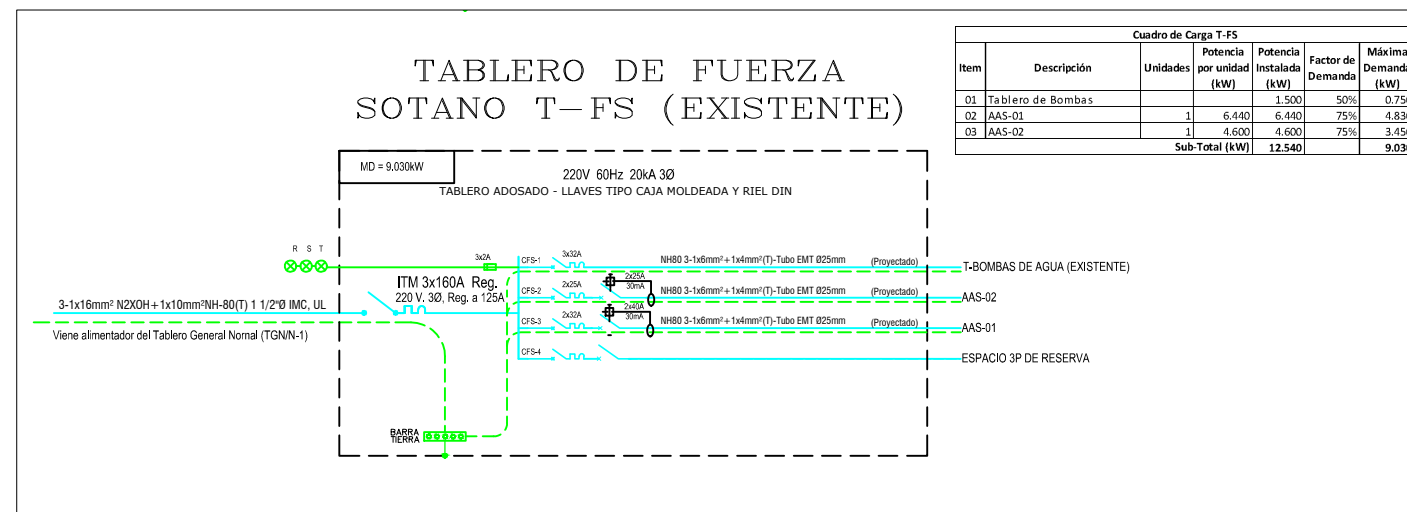 Cuadro de Carga T-FS
Item Descripción Unidades Potencia por unidad (kW) Potencia Instalada (kW) Factor de Demanda Máxima Demanda (kW)
01 Tablero de Bombas 1.500 50% 0.750
02 AAS-01 1 6.440 6.440 75% 4.830
03 AAS-02 1 4.600 4.600 75% 3.450
Sub-Total (kW) 12.540 9.030
TABLERO DE FUERZA
SOTANO T-FS (EXISTENTE)
MD = 9.030kW
220V 60Hz 20kA 3Ø
TABLERO ADOSADO - LLAVES TIPO CAJA MOLDEADA Y RIEL DIN
R S T
3x2A
CFS-1 3x32A NH80 3-1x6mm²+1x4mm²(T)-Tubo EMT Ø25mm (Proyectado) T-BOMBAS DE AGUA (EXISTENTE)
ITM 3x160A Reg.
220 V. 3Ø, Reg. a 125A
CFS-2 2x25A 2x25A 30mA NH80 3-1x6mm²+1x4mm²(T)-Tubo EMT Ø25mm (Proyectado) AAS-02
3-1x16mm² N2XOH+1x10mm²NH-80(T) 1 1/2"Ø IMC, UL
CFS-3 2x32A 2x40A 30mA NH80 3-1x6mm²+1x4mm²(T)-Tubo EMT Ø25mm (Proyectado) AAS-01
Viene alimentador del Tablero General Nornal (TGN/N-1)
CFS-4 ESPACIO 3P DE RESERVA
BARRA
TIERRA